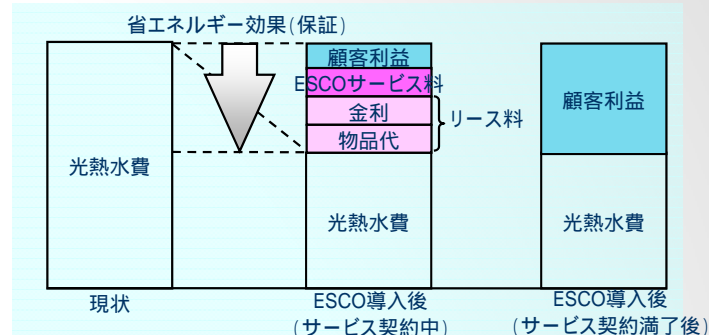 省エネルギー効果(保証)
顧客利益
ESCOサービス料
金利
物品代
リース料
顧客利益
光熱水費
光熱水費
光熱水費
現状
ESCO導入後
(サービス契約中)
ESCO導入後
(サービス契約満了後)